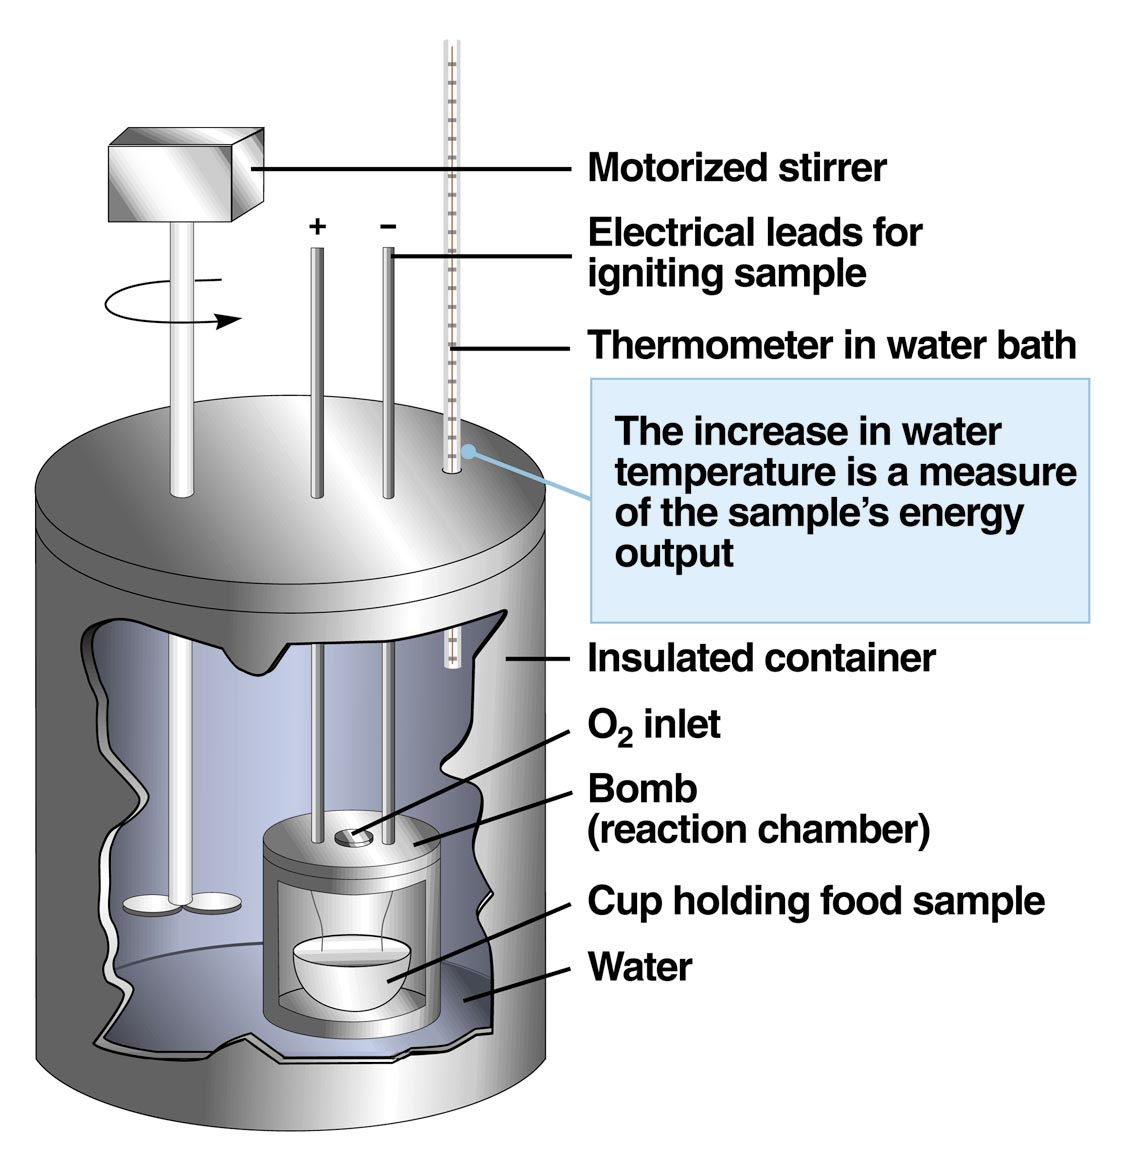 Motorized stirrer
+ −
Electrical leads for
igniting sample
Thermometer in water bath
The increase in water
temperature is a measure
of the sample’s energy
output
Insulated container
O₂ inlet
Bomb
(reaction chamber)
Cup holding food sample
Water